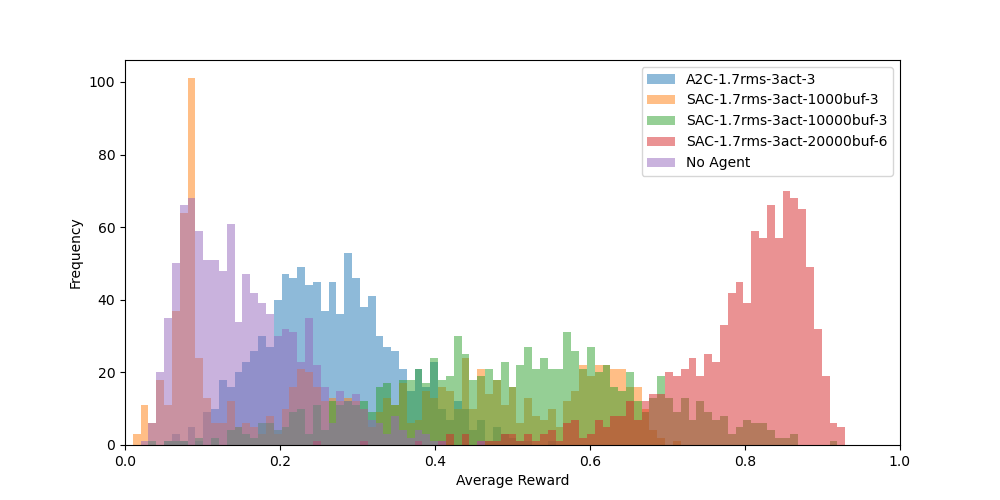 A2C-1.7rms-3act-3
SAC-1.7rms-3act-1000buf-3
SAC-1.7rms-3act-10000buf-3
SAC-1.7rms-3act-20000buf-6
No Agent
100
80
60
40
20
0
Frequency
0.0 0.2 0.4 0.6 0.8 1.0
Average Reward